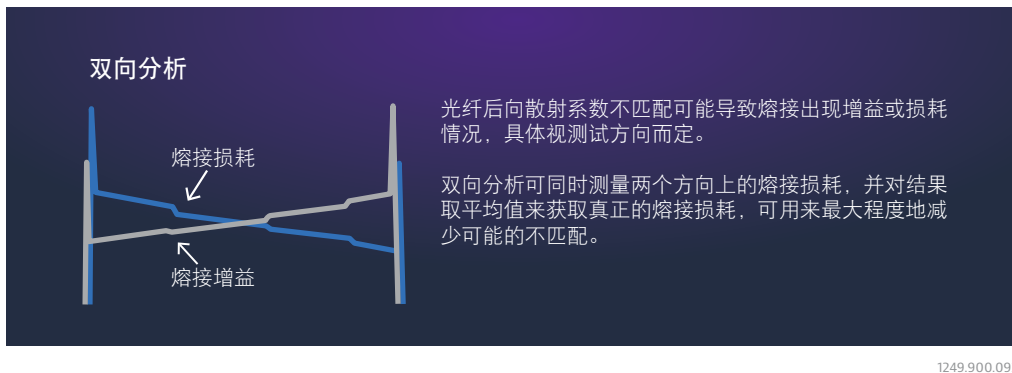 双向分析
熔接损耗
熔接增益
光纤后向散射系数不匹配可能导致熔接出现增益或损耗
情况，具体视测试方向而定。
双向分析可同时测量两个方向上的熔接损耗，并对结果
取平均值来获取真正的熔接损耗，可用来最大程度地减
少可能的不匹配。
1249.900.09